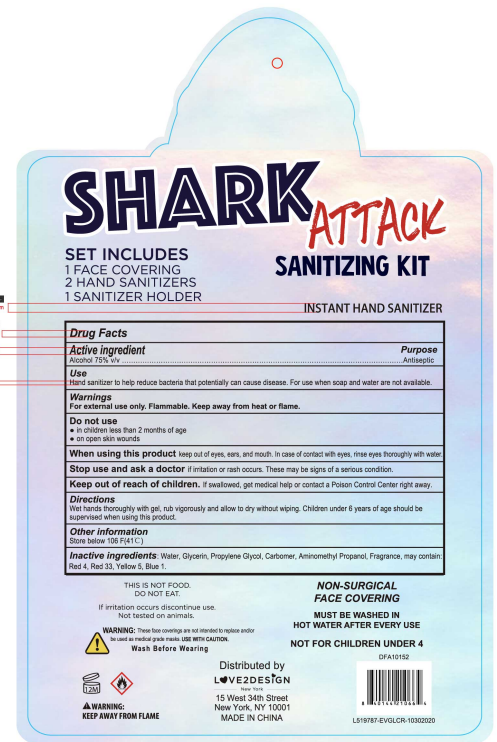 SHARK
ATTACK
SET INCLUDES
1 FACE COVERING
2 HAND SANITIZERS
1 SANITIZER HOLDER
SANITIZING KIT
INSTANT HAND SANITIZER
Drug Facts
Active ingredient Purpose
Alcohol 75% v/v ........ Antiseptic
Use
Hand sanitizer to help reduce bacteria that potentially can cause disease. For use when soap and water are not available.
Warnings
For external use only. Flammable. Keep away from heat or flame.
Do not use
● in children less than 2 months of age
● on open skin wounds
When using this product keep out of eyes, ears, and mouth. In case of contact with eyes, rinse eyes thoroughly with water.
Stop use and ask a doctor if irritation or rash occurs. These may be signs of a serious condition.
Keep out of reach of children. If swallowed, get medical help or contact a Poison Control Center right away.
Directions
Wet hands thoroughly with gel, rub vigorously and allow to dry without wiping. Children under 6 years of age should be
supervised when using this product.
Other information
Store below 106 F(41℃)
Inactive ingredients: Water, Glycerin, Propylene Glycol, Carbomer, Aminomethyl Propanol, Fragrance, may contain:
Red 4, Red 33, Yellow 5, Blue 1.
THIS IS NOT FOOD.
DO NOT EAT.
If irritation occurs discontinue use.
Not tested on animals.
WARNING: These face coverings are not intended to replace and/or
be used as medical grade masks. USE WITH CAUTION.
Wash Before Wearing
12M
WARNING:
KEEP AWAY FROM FLAME
NON-SURGICAL
FACE COVERING
MUST BE WASHED IN
HOT WATER AFTER EVERY USE
NOT FOR CHILDREN UNDER 4
DFA10152
Distributed by
L♥VE2DESIGN
New York
15 West 34th Street
New York, NY 10001
MADE IN CHINA
8 40144 21066 4
L519787-EVGLCR-10302020